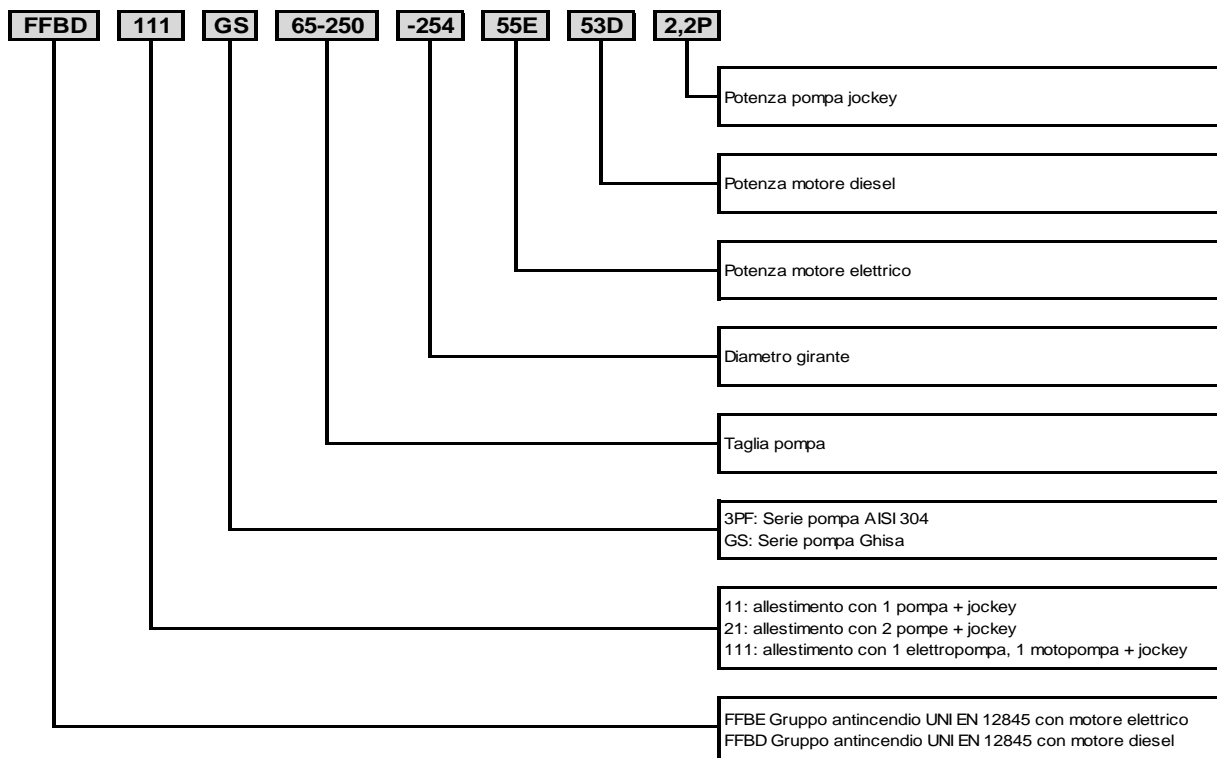 FFBD 111 GS 65-250 -254 55E 53D 2,2P
Potenza pompa jockey
Potenza motore diesel
Potenza motore elettrico
Diametro girante
Taglia pompa
3PF: Serie pompa AISI 304
GS: Serie pompa Ghisa
11: allestimento con 1 pompa + jockey
21: allestimento con 2 pompe + jockey
111: allestimento con 1 elettropompa, 1 motopompa + jockey
FFBE Gruppo antincendio UNI EN 12845 con motore elettrico
FFBD Gruppo antincendio UNI EN 12845 con motore diesel